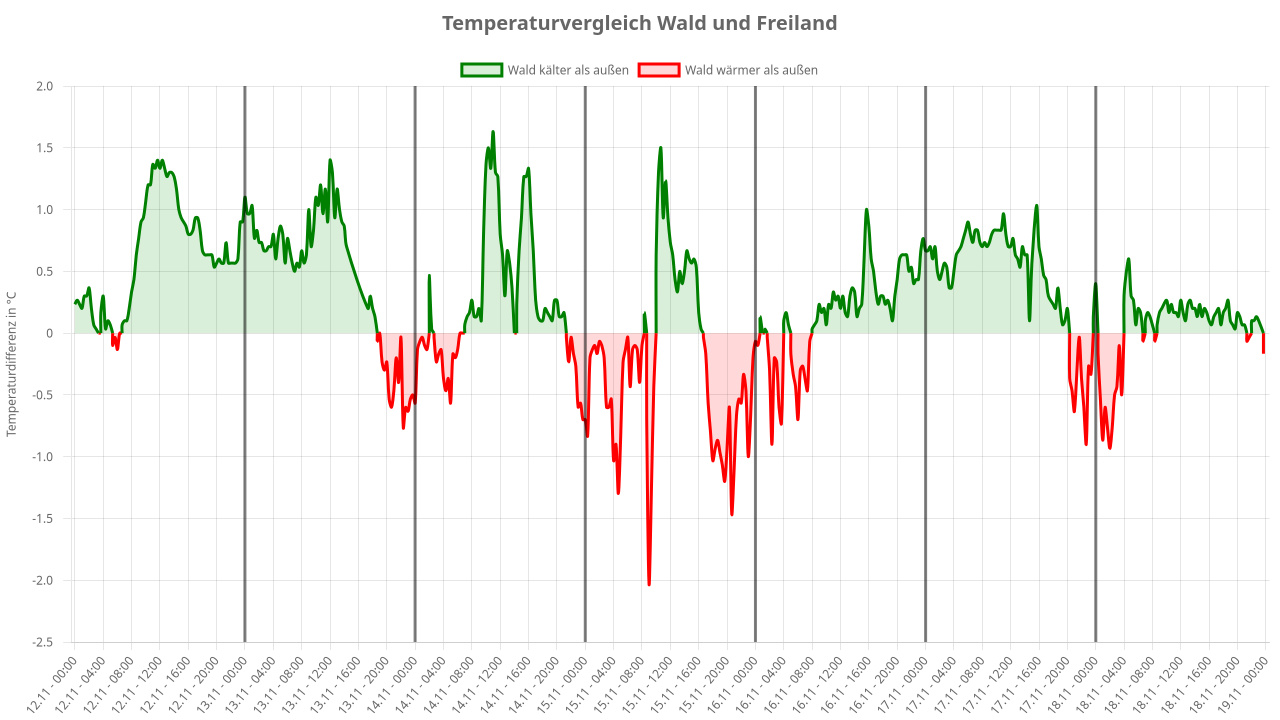 Temperaturvergleich Wald und Freiland
Wald kälter als außen
Wald wärmer als außen
Temperaturdifferenz in °C
2.0
1.5
1.0
0.5
0
-0.5
-1.0
-1.5
-2.0
-2.5
12.11 - 00:00
12.11 - 04:00
12.11 - 08:00
12.11 - 12:00
12.11 - 16:00
12.11 - 20:00
13.11 - 00:00
13.11 - 04:00
13.11 - 08:00
13.11 - 12:00
13.11 - 16:00
13.11 - 20:00
14.11 - 00:00
14.11 - 04:00
14.11 - 08:00
14.11 - 12:00
14.11 - 16:00
14.11 - 20:00
15.11 - 00:00
15.11 - 04:00
15.11 - 08:00
15.11 - 12:00
15.11 - 16:00
15.11 - 20:00
16.11 - 00:00
16.11 - 04:00
16.11 - 08:00
16.11 - 12:00
16.11 - 16:00
16.11 - 20:00
17.11 - 00:00
17.11 - 04:00
17.11 - 08:00
17.11 - 12:00
17.11 - 16:00
17.11 - 20:00
18.11 - 00:00
18.11 - 04:00
18.11 - 08:00
18.11 - 12:00
18.11 - 16:00
18.11 - 20:00
19.11 - 00:00